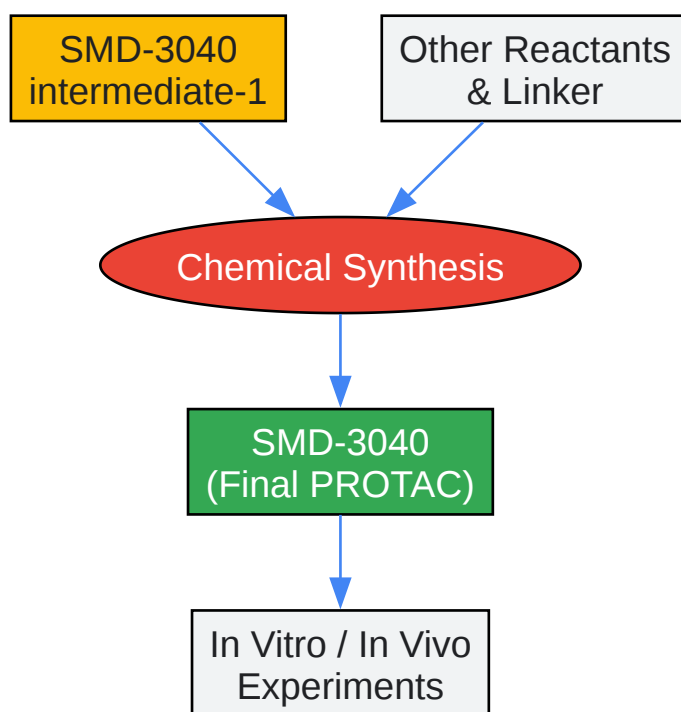 SMD-3040
intermediate-1
Other Reactants
& Linker
Chemical Synthesis
SMD-3040
(Final PROTAC)
In Vitro / In Vivo
Experiments